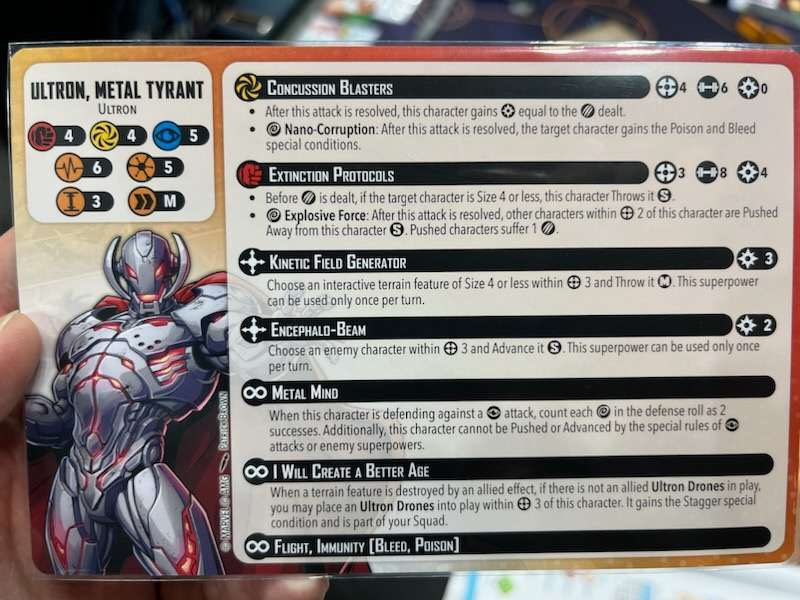 ULTRON, METAL TYRANT
ULTRON
4 4 5
6 5
3 M
CONCUSSION BLASTERS 4 6 0
• After this attack is resolved, this character gains equal to the dealt.
• Nano-Corruption: After this attack is resolved, the target character gains the Poison and Bleed
special conditions.
EXTINCTION PROTOCOLS 3 8 4
• Before is dealt, if the target character is Size 4 or less, this character Throws it S.
• Explosive Force: After this attack is resolved, other characters within 2 of this character are Pushed
Away from this character S. Pushed characters suffer 1 .
KINETIC FIELD GENERATOR 3
Choose an interactive terrain feature of Size 4 or less within 3 and Throw it M. This superpower
can be used only once per turn.
ENCEPHALO-BEAM 2
Choose an enemy character within 3 and Advance it S. This superpower can be used only once
per turn.
METAL MIND
When this character is defending against a attack, count each in the defense roll as 2
successes. Additionally, this character cannot be Pushed or Advanced by the special rules of
attacks or enemy superpowers.
I WILL CREATE A BETTER AGE
When a terrain feature is destroyed by an allied effect, if there is not an allied Ultron Drones in play,
you may place an Ultron Drones into play within 3 of this character. It gains the Stagger special
condition and is part of your Squad.
FLIGHT, IMMUNITY [BLEED, POISON]
© MARVEL © AMG
PATRICK BROWN